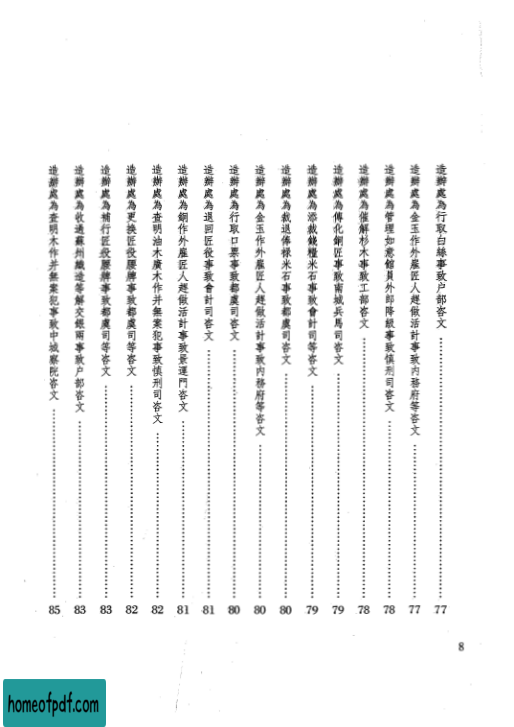 造辦處為行取白絲事致户部咨文 77
造辦處為金玉作外雇匠人趕做活計事致内務府等咨文 77
造辦處為管理如意館員外郎降級事致慎刑司咨文 78
造辦處為催解杉木事致工部咨文 78
造辦處為傳化銅匠事致南城兵馬司咨文 79
造辦處為添裁錢糧米石事致會計司等咨文 79
造辦處為裁退俸祿米石事致都虞司咨文 80
造辦處為金玉作外雇匠人趕做活計事致内務府等咨文 80
造辦處為行取口票事致都虞司咨文 80
造辦處為退回匠役事致會計司咨文 81
造辦處為銅作外雇匠人趕做活計事致景運門咨文 81
造辦處為查明油木廣木作并無案犯事致慎刑司咨文 82
造辦處為更換匠役腰牌事致都虞司等咨文 82
造辦處為補行匠役腰牌事致都虞司等咨文 83
造辦處為收過蘇州織造等解交銀兩事致户部咨文 83
造辦處為查明木作并無案犯事致中城察院咨文 85
8
homeofpdf.com